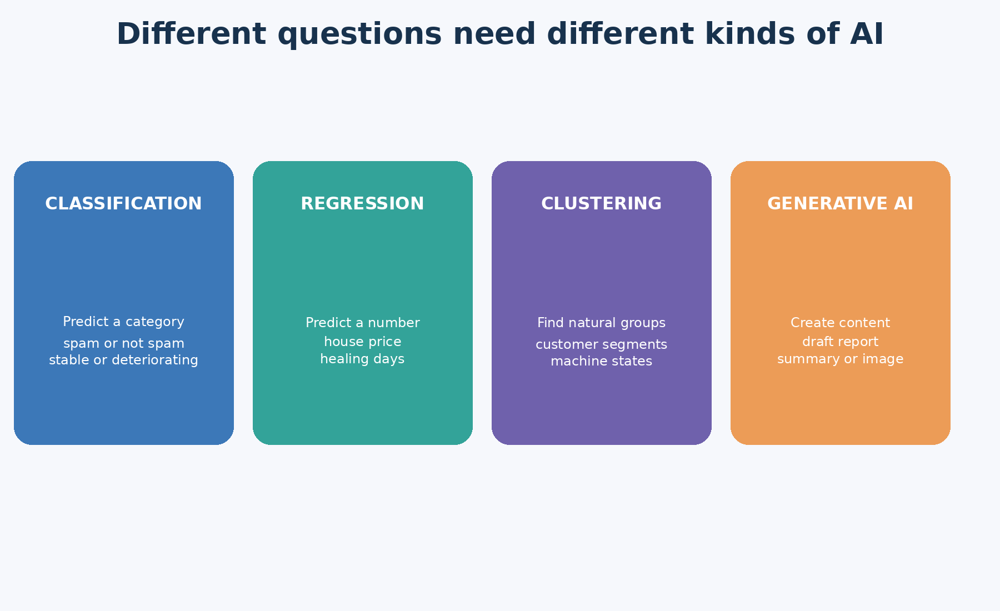 Different questions need different kinds of AI
CLASSIFICATION
Predict a category
spam or not spam
stable or deteriorating
REGRESSION
Predict a number
house price
healing days
CLUSTERING
Find natural groups
customer segments
machine states
GENERATIVE AI
Create content
draft report
summary or image